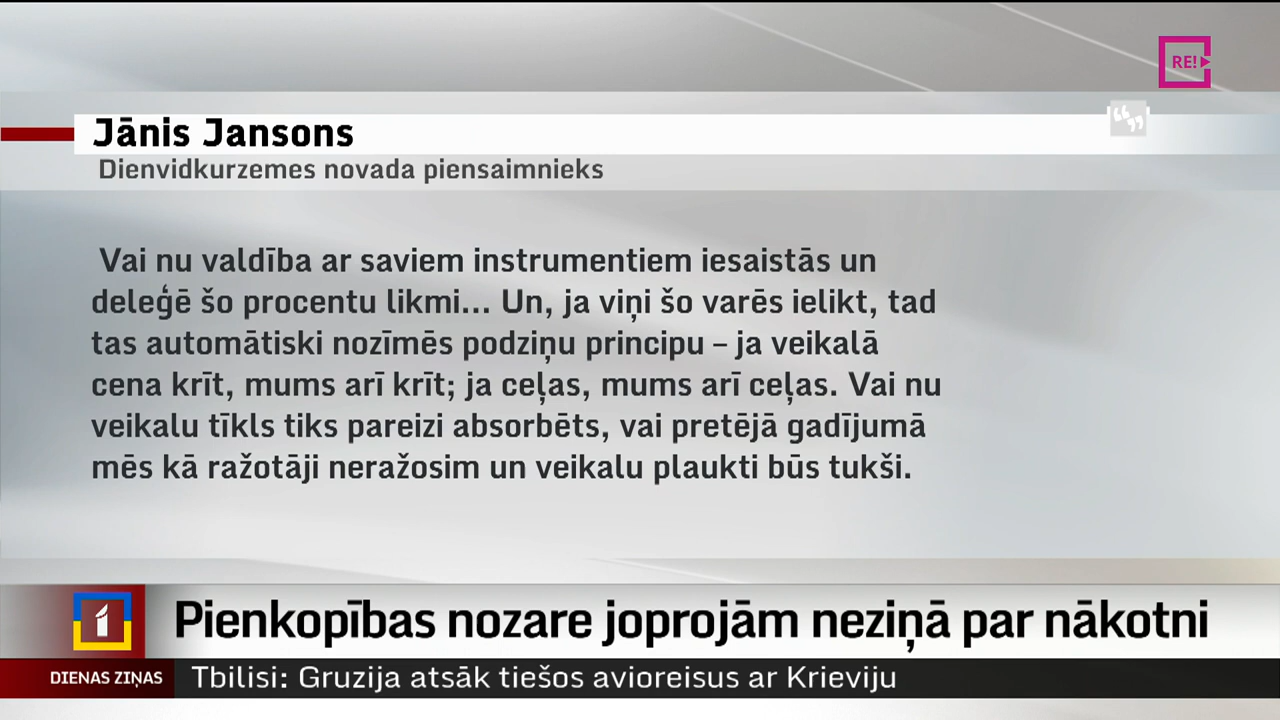 RE!
Jānis Jansons
Dienvidkurzemes novada piensaimnieks
Vai nu valdība ar saviem instrumentiem iesaistās un
deleģē šo procentu likmi... Un, ja viņi šo varēs ielikt, tad
tas automātiski nozīmēs podziņu principu – ja veikalā
cena krīt, mums arī krīt; ja ceļas, mums arī ceļas. Vai nu
veikalu tīkls tiks pareizi absorbēts, vai pretējā gadījumā
mēs kā ražotāji neražosim un veikalu plaukti būs tukši.
1
Pienkopības nozare joprojām neziņā par nākotni
DIENAS ZIŅAS
Tbilisi: Gruzija atsāk tiešos avioreisus ar Krieviju